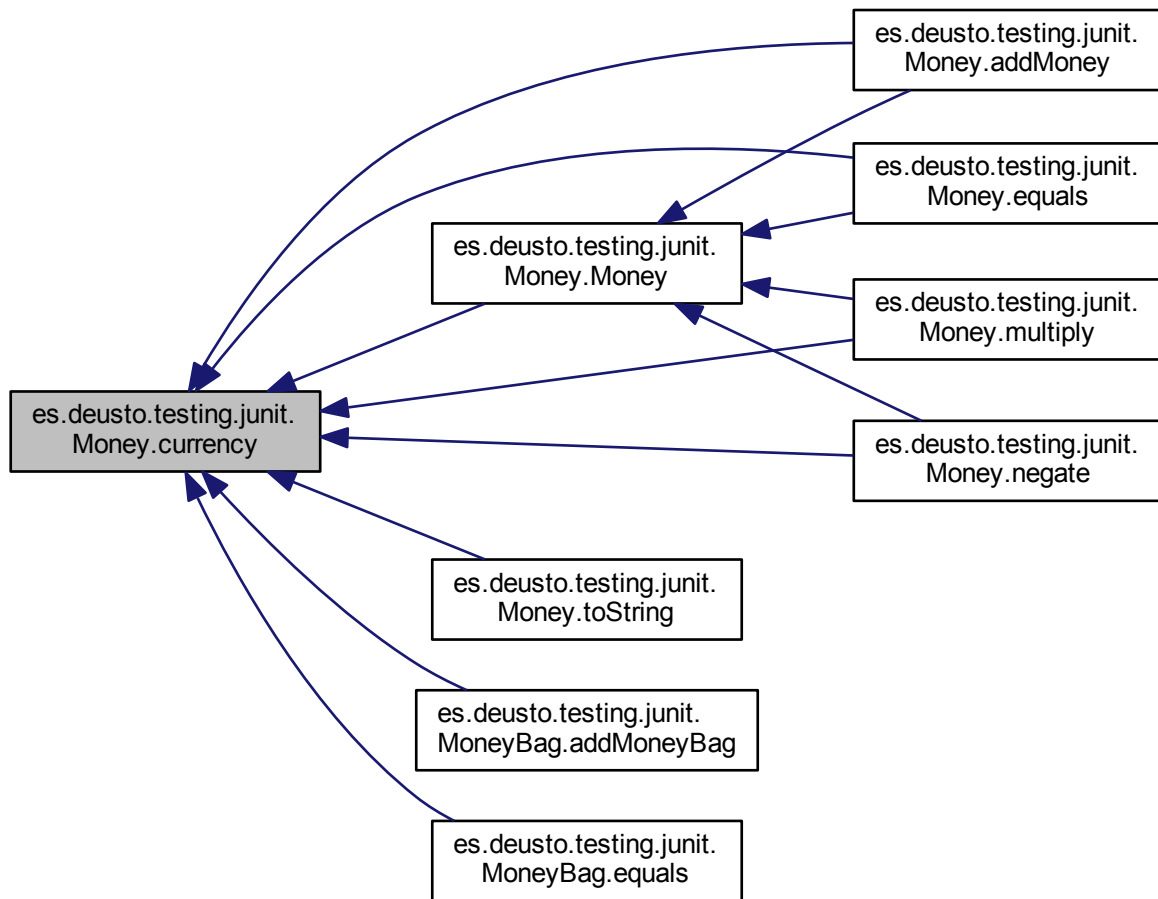 es.deusto.testing.junit.
Money.addMoney
es.deusto.testing.junit.
Money.equals
es.deusto.testing.junit.
Money.Money
es.deusto.testing.junit.
Money.multiply
es.deusto.testing.junit.
Money.currency
es.deusto.testing.junit.
Money.negate
es.deusto.testing.junit.
Money.toString
es.deusto.testing.junit.
MoneyBag.addMoneyBag
es.deusto.testing.junit.
MoneyBag.equals